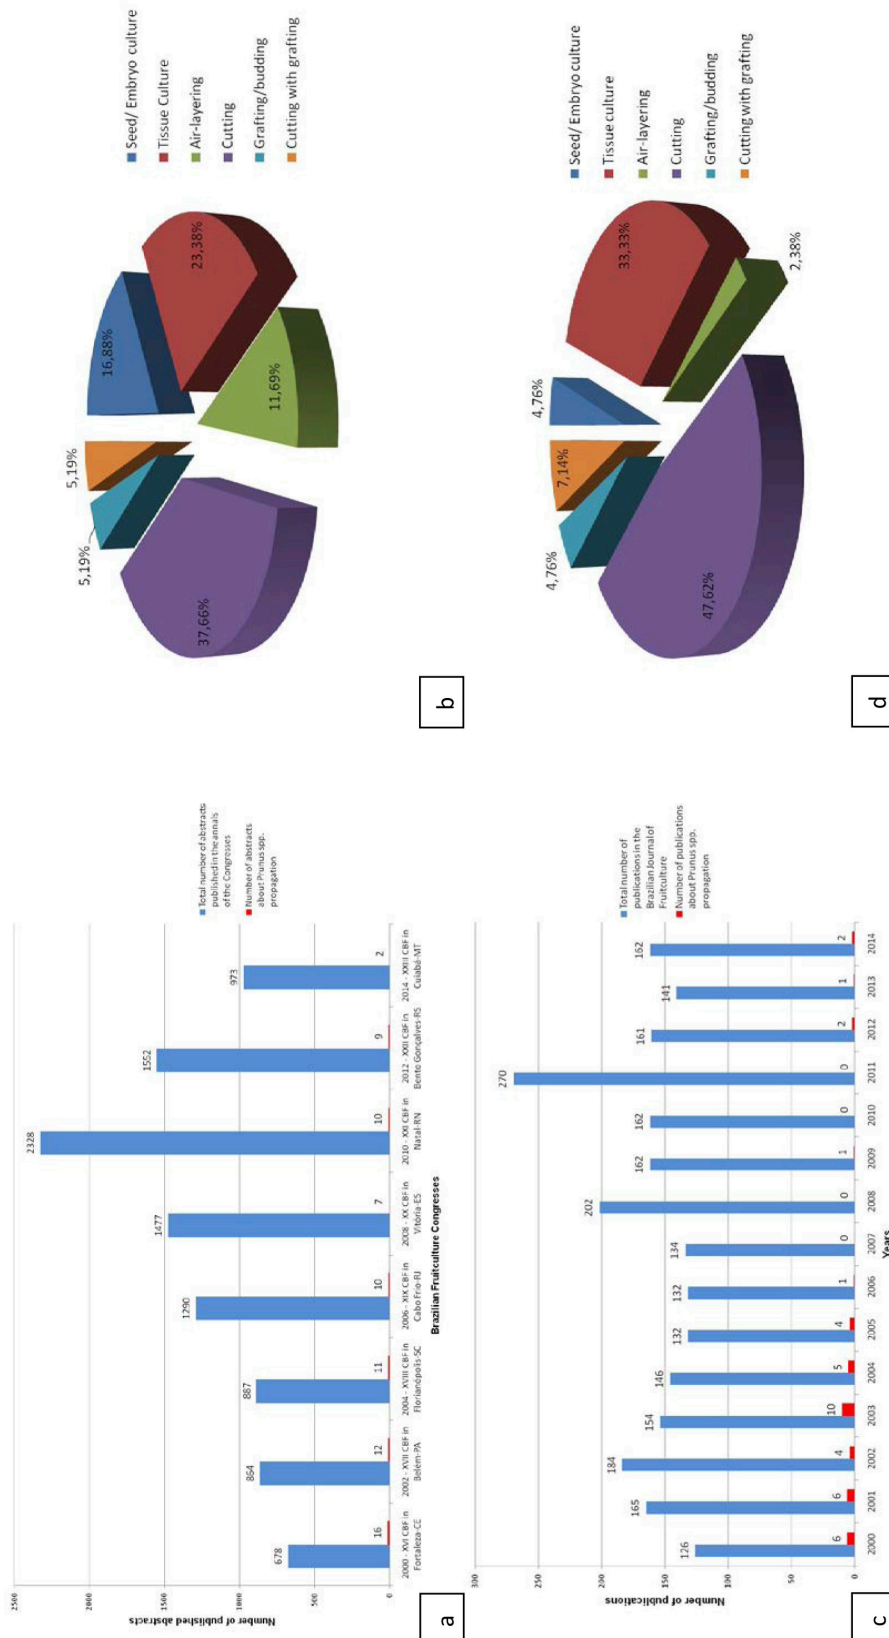 2500
2000
1500
1000
500
0
Number of published abstracts
678
16
864
12
887
11
1290
10
1477
7
2328
10
1552
9
973
2
2000 - XVI CBF in
Fortaleza-CE
2002 - XVII CBF in
Belém-PA
2004 - XVIII CBF in
Florianópolis-SC
2006 - XIX CBF in
Cabo Frio-RJ
2008 - XX CBF in
Vitória-ES
2010 - XXI CBF in
Natal-RN
2012 - XXII CBF in
Bento Gonçalves-RS
2014 - XXIII CBF in
Cuiabá-MT
Brazilian Fruitculture Congresses
Total number of abstracts
published in the annals
of the Congresses
Number of abstracts
about Prunus spp.
propagation
a
5,19%
5,19%
16,88%
23,38%
11,69%
37,66%
Seed/ Embryo culture
Tissue Culture
Air-layering
Cutting
Grafting/budding
Cutting with grafting
b
300
250
200
150
100
50
0
Number of publications
126
6
165
6
184
4
154
10
146
5
132
4
132
1
134
0
202
0
162
1
162
0
270
0
161
2
141
1
162
2
2000
2001
2002
2003
2004
2005
2006
2007
2008
2009
2010
2011
2012
2013
2014
Years
Total number of
publications in the
Brazilian Journal of
Fruitculture
Number of publications
about Prunus spp.
propagation
c
4,76%
7,14%
4,76%
33,33%
2,38%
47,62%
Seed/ Embryo culture
Tissue culture
Air-layering
Cutting
Grafting/budding
Cutting with grafting
d